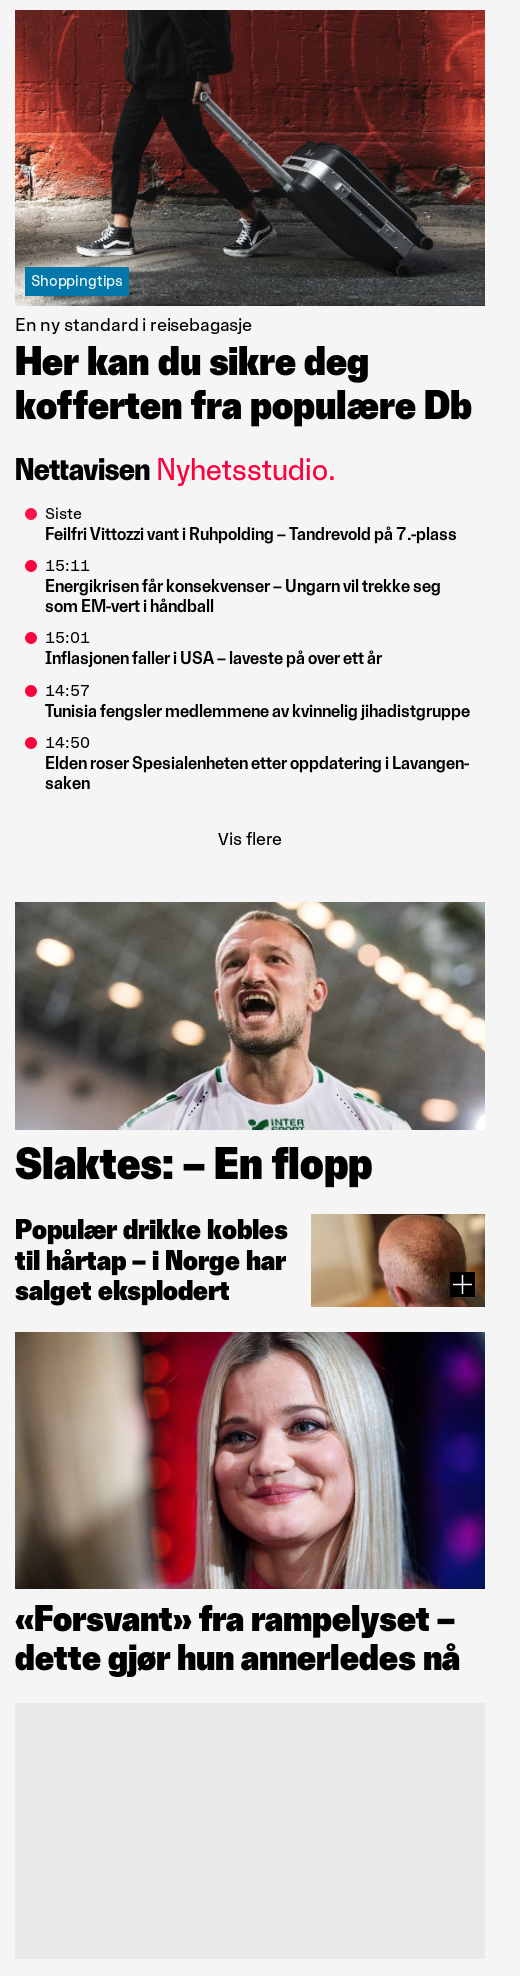 Shoppingtips
En ny standard i reisebagasje
Her kan du sikre deg
kofferten fra populære Db
Nettavisen Nyhetsstudio.
Siste
Feilfri Vittozzi vant i Ruhpolding – Tandrevold på 7.-plass
15:11
Energikrisen får konsekvenser – Ungarn vil trekke seg
som EM-vert i håndball
15:01
Inflasjonen faller i USA – laveste på over ett år
14:57
Tunisia fengsler medlemmene av kvinnelig jihadistgruppe
14:50
Elden roser Spesialenheten etter oppdatering i Lavangen-
saken
Vis flere
INTER
SPORT
Slaktes: – En flopp
Populær drikke kobles
til hårtap – i Norge har
salget eksplodert
«Forsvant» fra rampelyset –
dette gjør hun annerledes nå